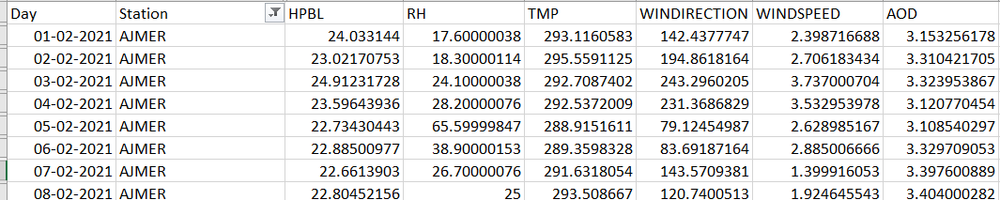 Day Station HPBL RH TMP WINDIRECTION WINDSPEED AOD
01-02-2021 AJMER 24.033144 17.60000038 293.1160583 142.4377747 2.398716688 3.153256178
02-02-2021 AJMER 23.02170753 18.30000114 295.5591125 194.8618164 2.706183434 3.310421705
03-02-2021 AJMER 24.91231728 24.10000038 292.7087402 243.2960205 3.737000704 3.323953867
04-02-2021 AJMER 23.59643936 28.20000076 292.5372009 231.3686829 3.532953978 3.120770454
05-02-2021 AJMER 22.73430443 65.59999847 288.9151611 79.12454987 2.628985167 3.108540297
06-02-2021 AJMER 22.88500977 38.90000153 289.3598328 83.69187164 2.885006666 3.329709053
07-02-2021 AJMER 22.6613903 26.70000076 291.6318054 143.5709381 1.399916053 3.397600889
08-02-2021 AJMER 22.80452156 25 293.508667 120.7400513 1.924645543 3.404000282